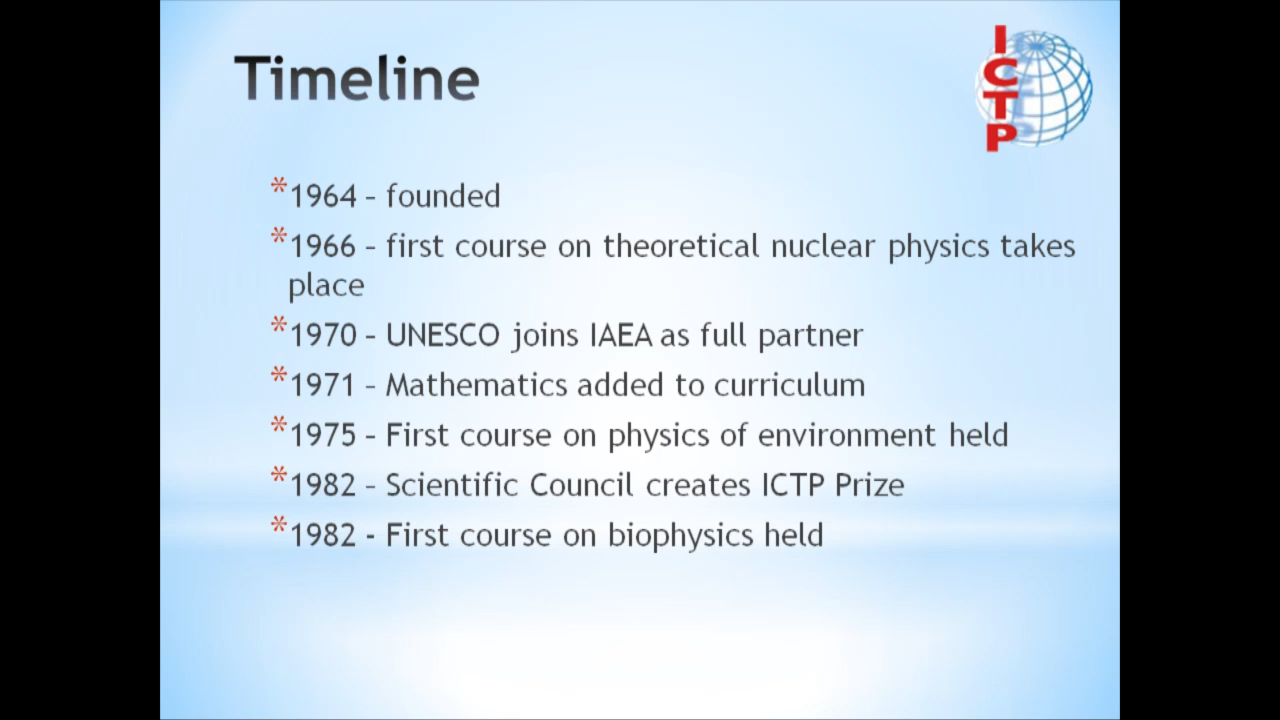 Timeline
I
C
T
P
*1964 – founded
*1966 – first course on theoretical nuclear physics takes
place
*1970 – UNESCO joins IAEA as full partner
*1971 – Mathematics added to curriculum
*1975 – First course on physics of environment held
*1982 – Scientific Council creates ICTP Prize
*1982 - First course on biophysics held